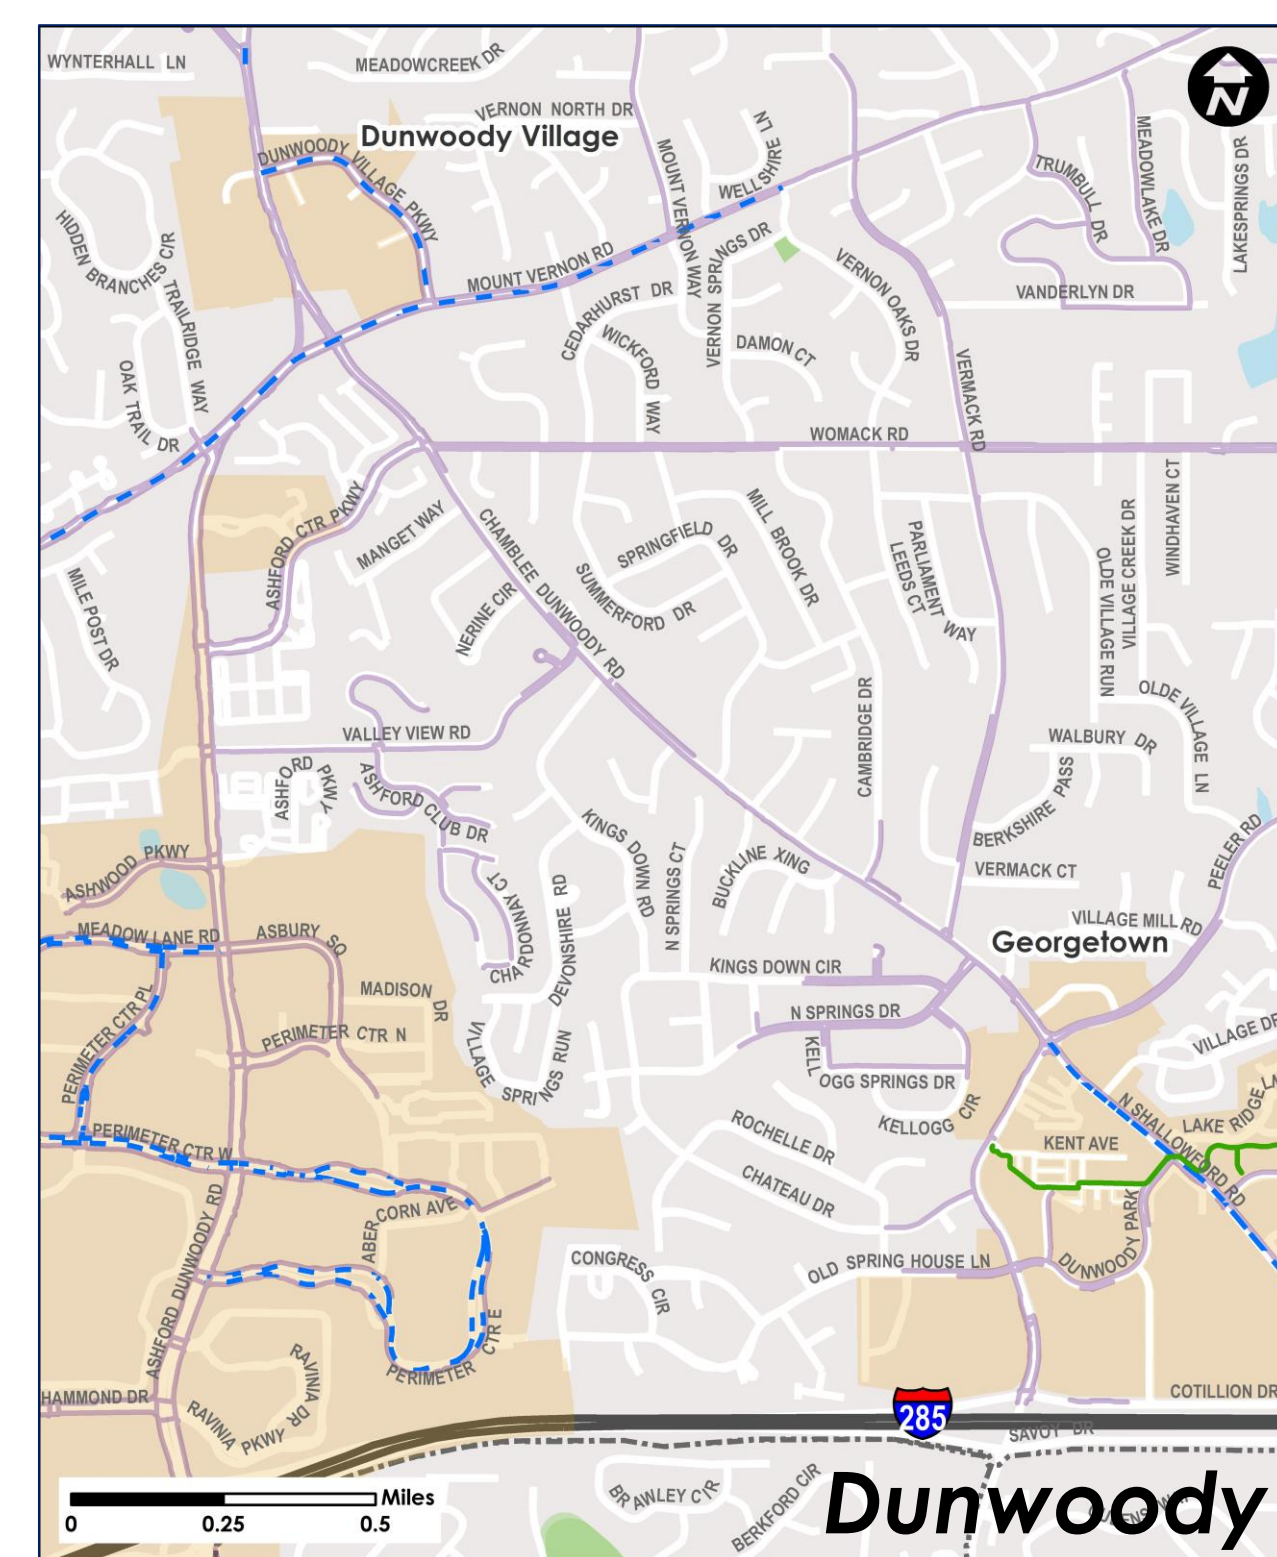 WYNTERHALL LN
MEADOWCREEK DR
VERNON NORTH DR
Dunwoody Village
N
DUNWOODY VILLAGE PKWY
MOUNT VERNON WAY
WELLSHIRE LN
TRUMBULL DR
MEADOWLAKE DR
LAKESPRINGS DR
HIDDEN BRANCHES CIR
TRAILRIDGE WAY
MOUNT VERNON RD
VERNON SPRINGS DR
VERNON OAKS DR
CEDARHURST DR
VANDERLYN DR
WICKFORD WAY
DAMON CT
OAK TRAIL DR
VERMACK RD
WOMACK RD
ASHFORD CTR PKWY
MANGET WAY
CHAMBLEE DUNWOODY RD
SPRINGFIELD DR
MILL BROOK DR
PARLIAMENT WAY
LEEDS CT
WINDHAVEN CT
VILLAGE CREEK DR
OLDE VILLAGE RUN
MILE POST DR
NERINE CIR
SUMMERFORD DR
CAMBRIDGE DR
OLDE VILLAGE LN
VALLEY VIEW RD
WALBURY DR
ASHFORD PKWY
ASHFORD CLUB DR
BERKSHIRE PASS
PEELER RD
KINGS DOWN RD
N SPRINGS CT
BUCKLINE XING
VERMACK CT
ASHWOOD PKWY
CHARDONNAY CT
DEVONSHIRE RD
VILLAGE MILL RD
MEADOW LANE RD
ASBURY SQ
Georgetown
KINGS DOWN CIR
MADISON DR
N SPRINGS DR
PERIMETER CTR PL
PERIMETER CTR N
VILLAGE SPRINGS RUN
KELLOGG SPRINGS DR
VILLAGE DR
KELLOGG CIR
ROCHELLE DR
N SHALLOWFORD RD
LAKE RIDGE LN
KENT AVE
PERIMETER CTR W
CHATEAU DR
ABERCORN AVE
DUNWOODY PARK
ASHFORD DUNWOODY RD
CONGRESS CIR
OLD SPRING HOUSE LN
PERIMETER CTR E
RAVINIA DR
HAMMOND DR
RAVINIA PKWY
COTILLION DR
285
SAVOY DR
BRAWLEY CIR
BERKFORD CIR
Dunwoody
Miles
0 0.25 0.5